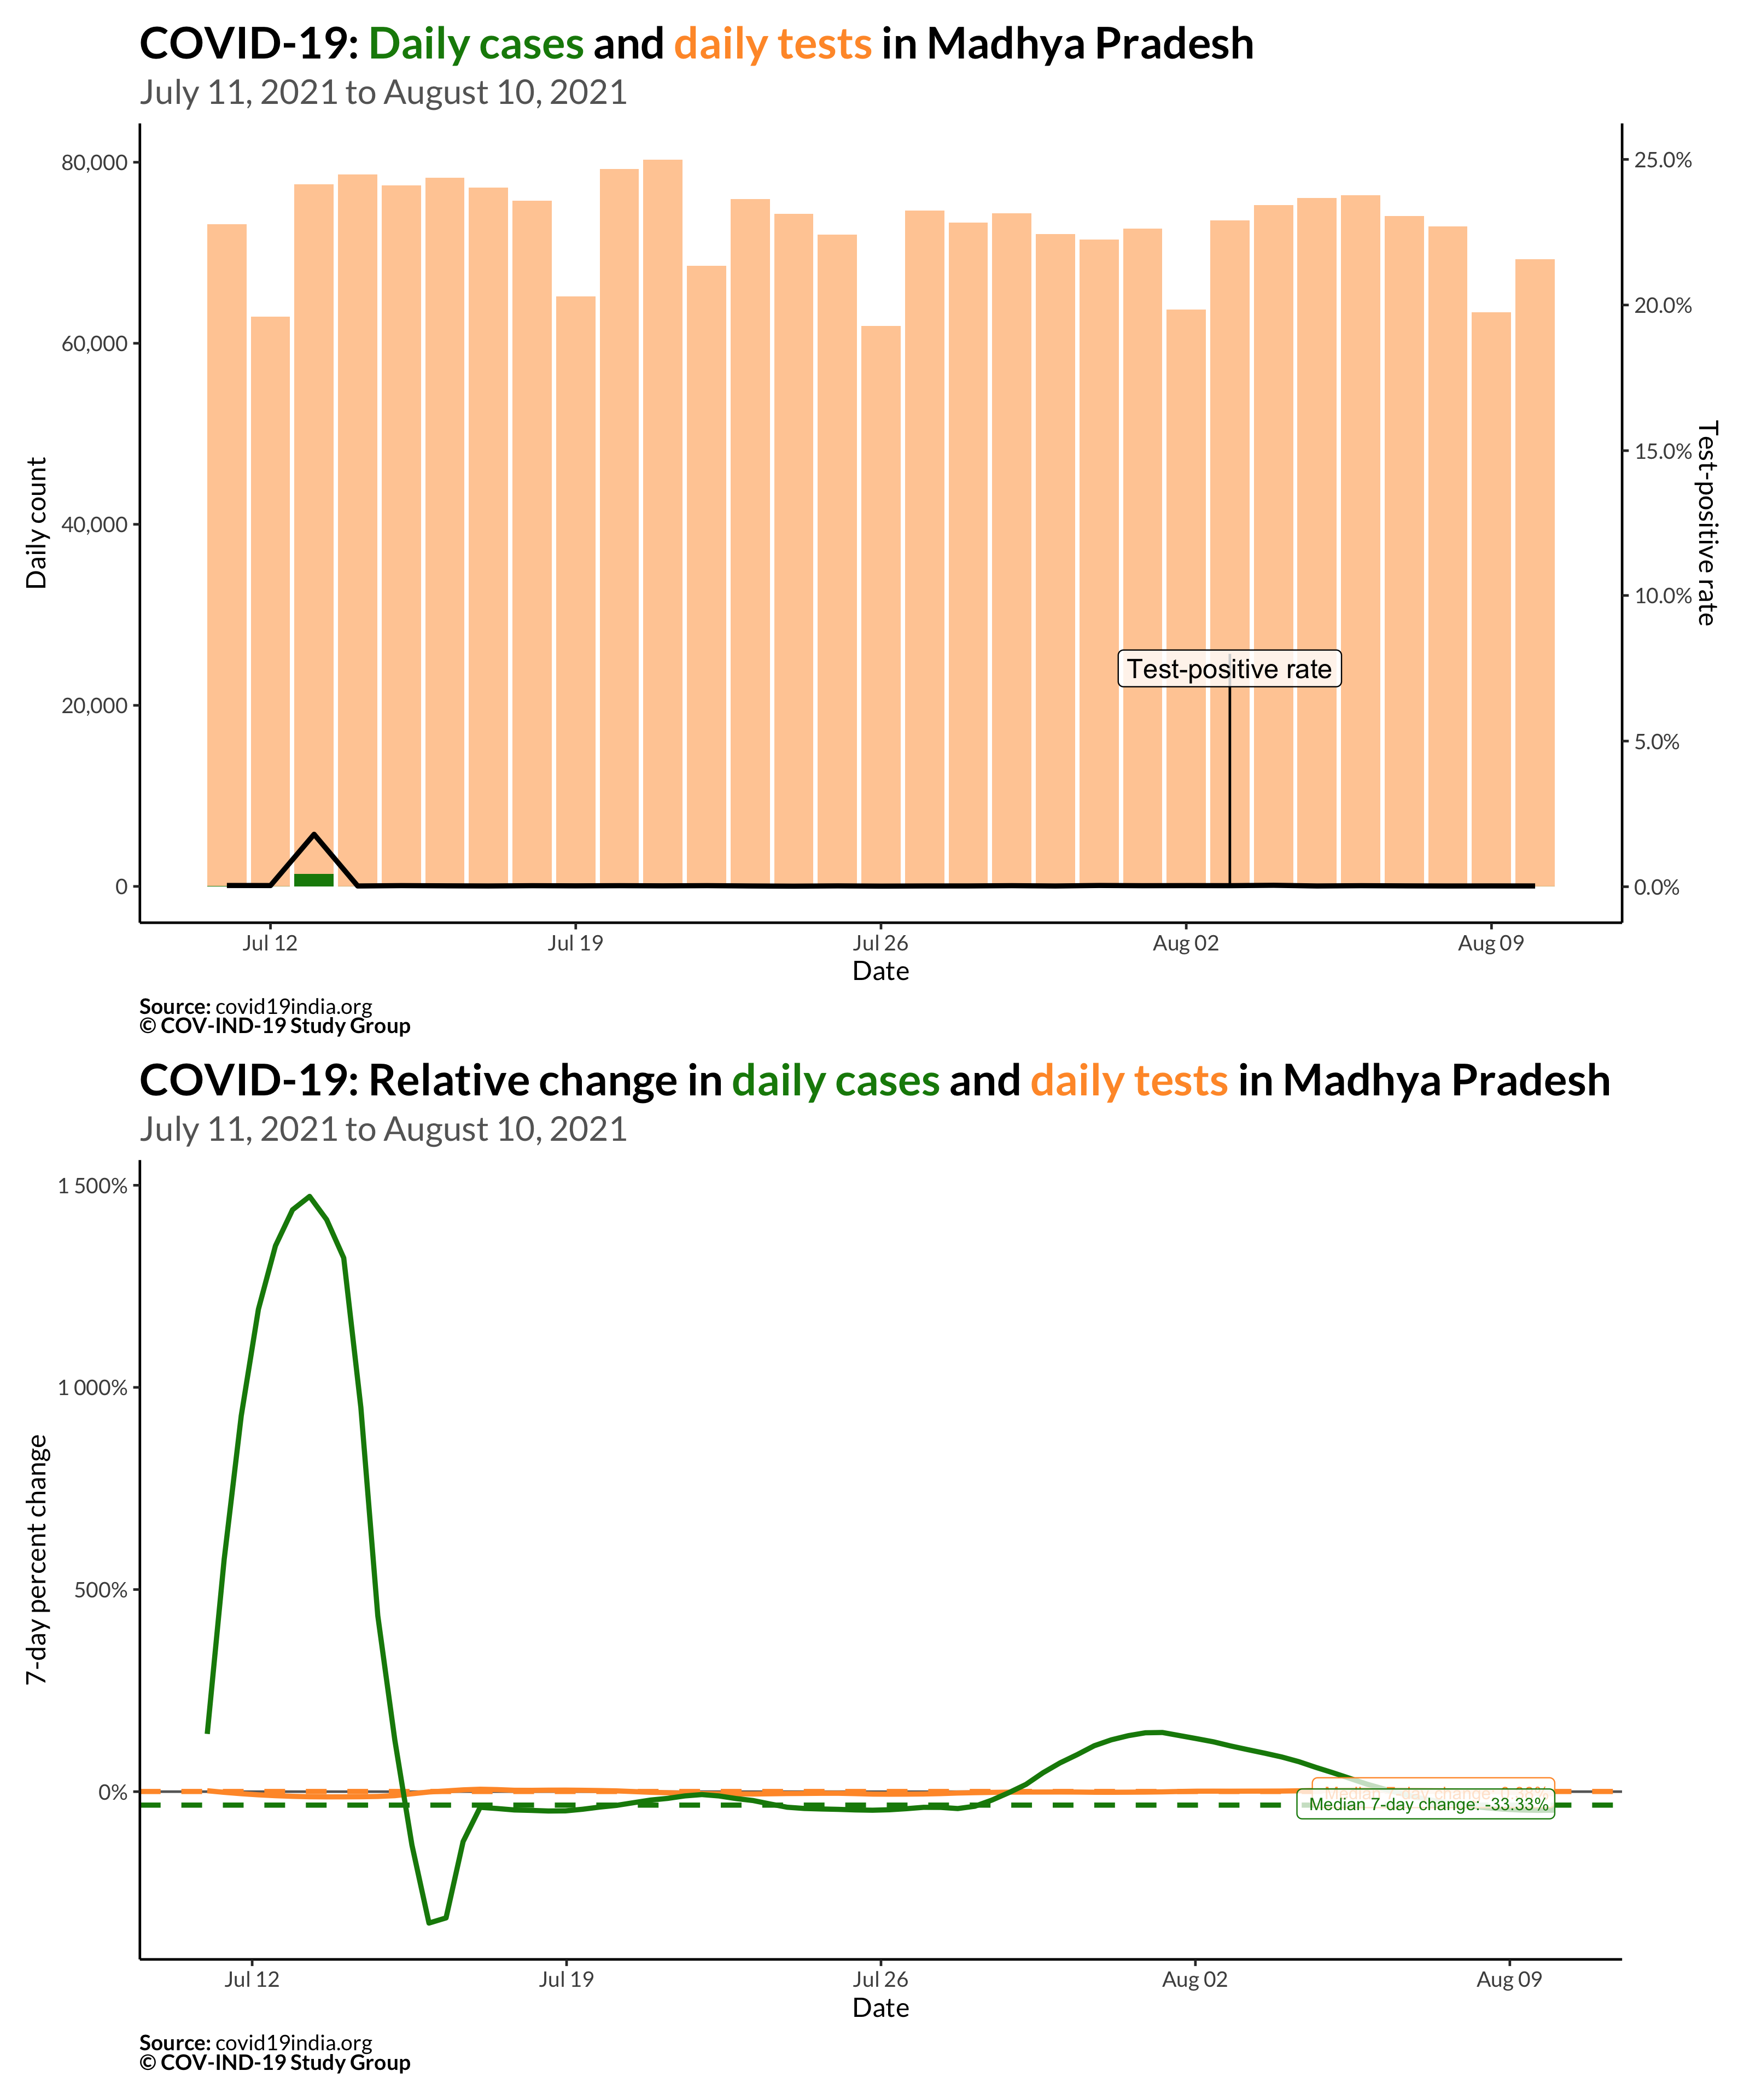 COVID-19: Daily cases and daily tests in Madhya Pradesh
July 11, 2021 to August 10, 2021
80,000
60,000
40,000
20,000
0
Daily count
25.0%
20.0%
15.0%
10.0%
5.0%
0.0%
Test-positive rate
Test-positive rate
Jul 12
Jul 19
Jul 26
Aug 02
Aug 09
Date
Source: covid19india.org
© COV-IND-19 Study Group
COVID-19: Relative change in daily cases and daily tests in Madhya Pradesh
July 11, 2021 to August 10, 2021
1 500%
1 000%
500%
0%
7-day percent change
Median 7-day change:
Median 7-day change: -33.33%
Jul 12
Jul 19
Jul 26
Aug 02
Aug 09
Date
Source: covid19india.org
© COV-IND-19 Study Group